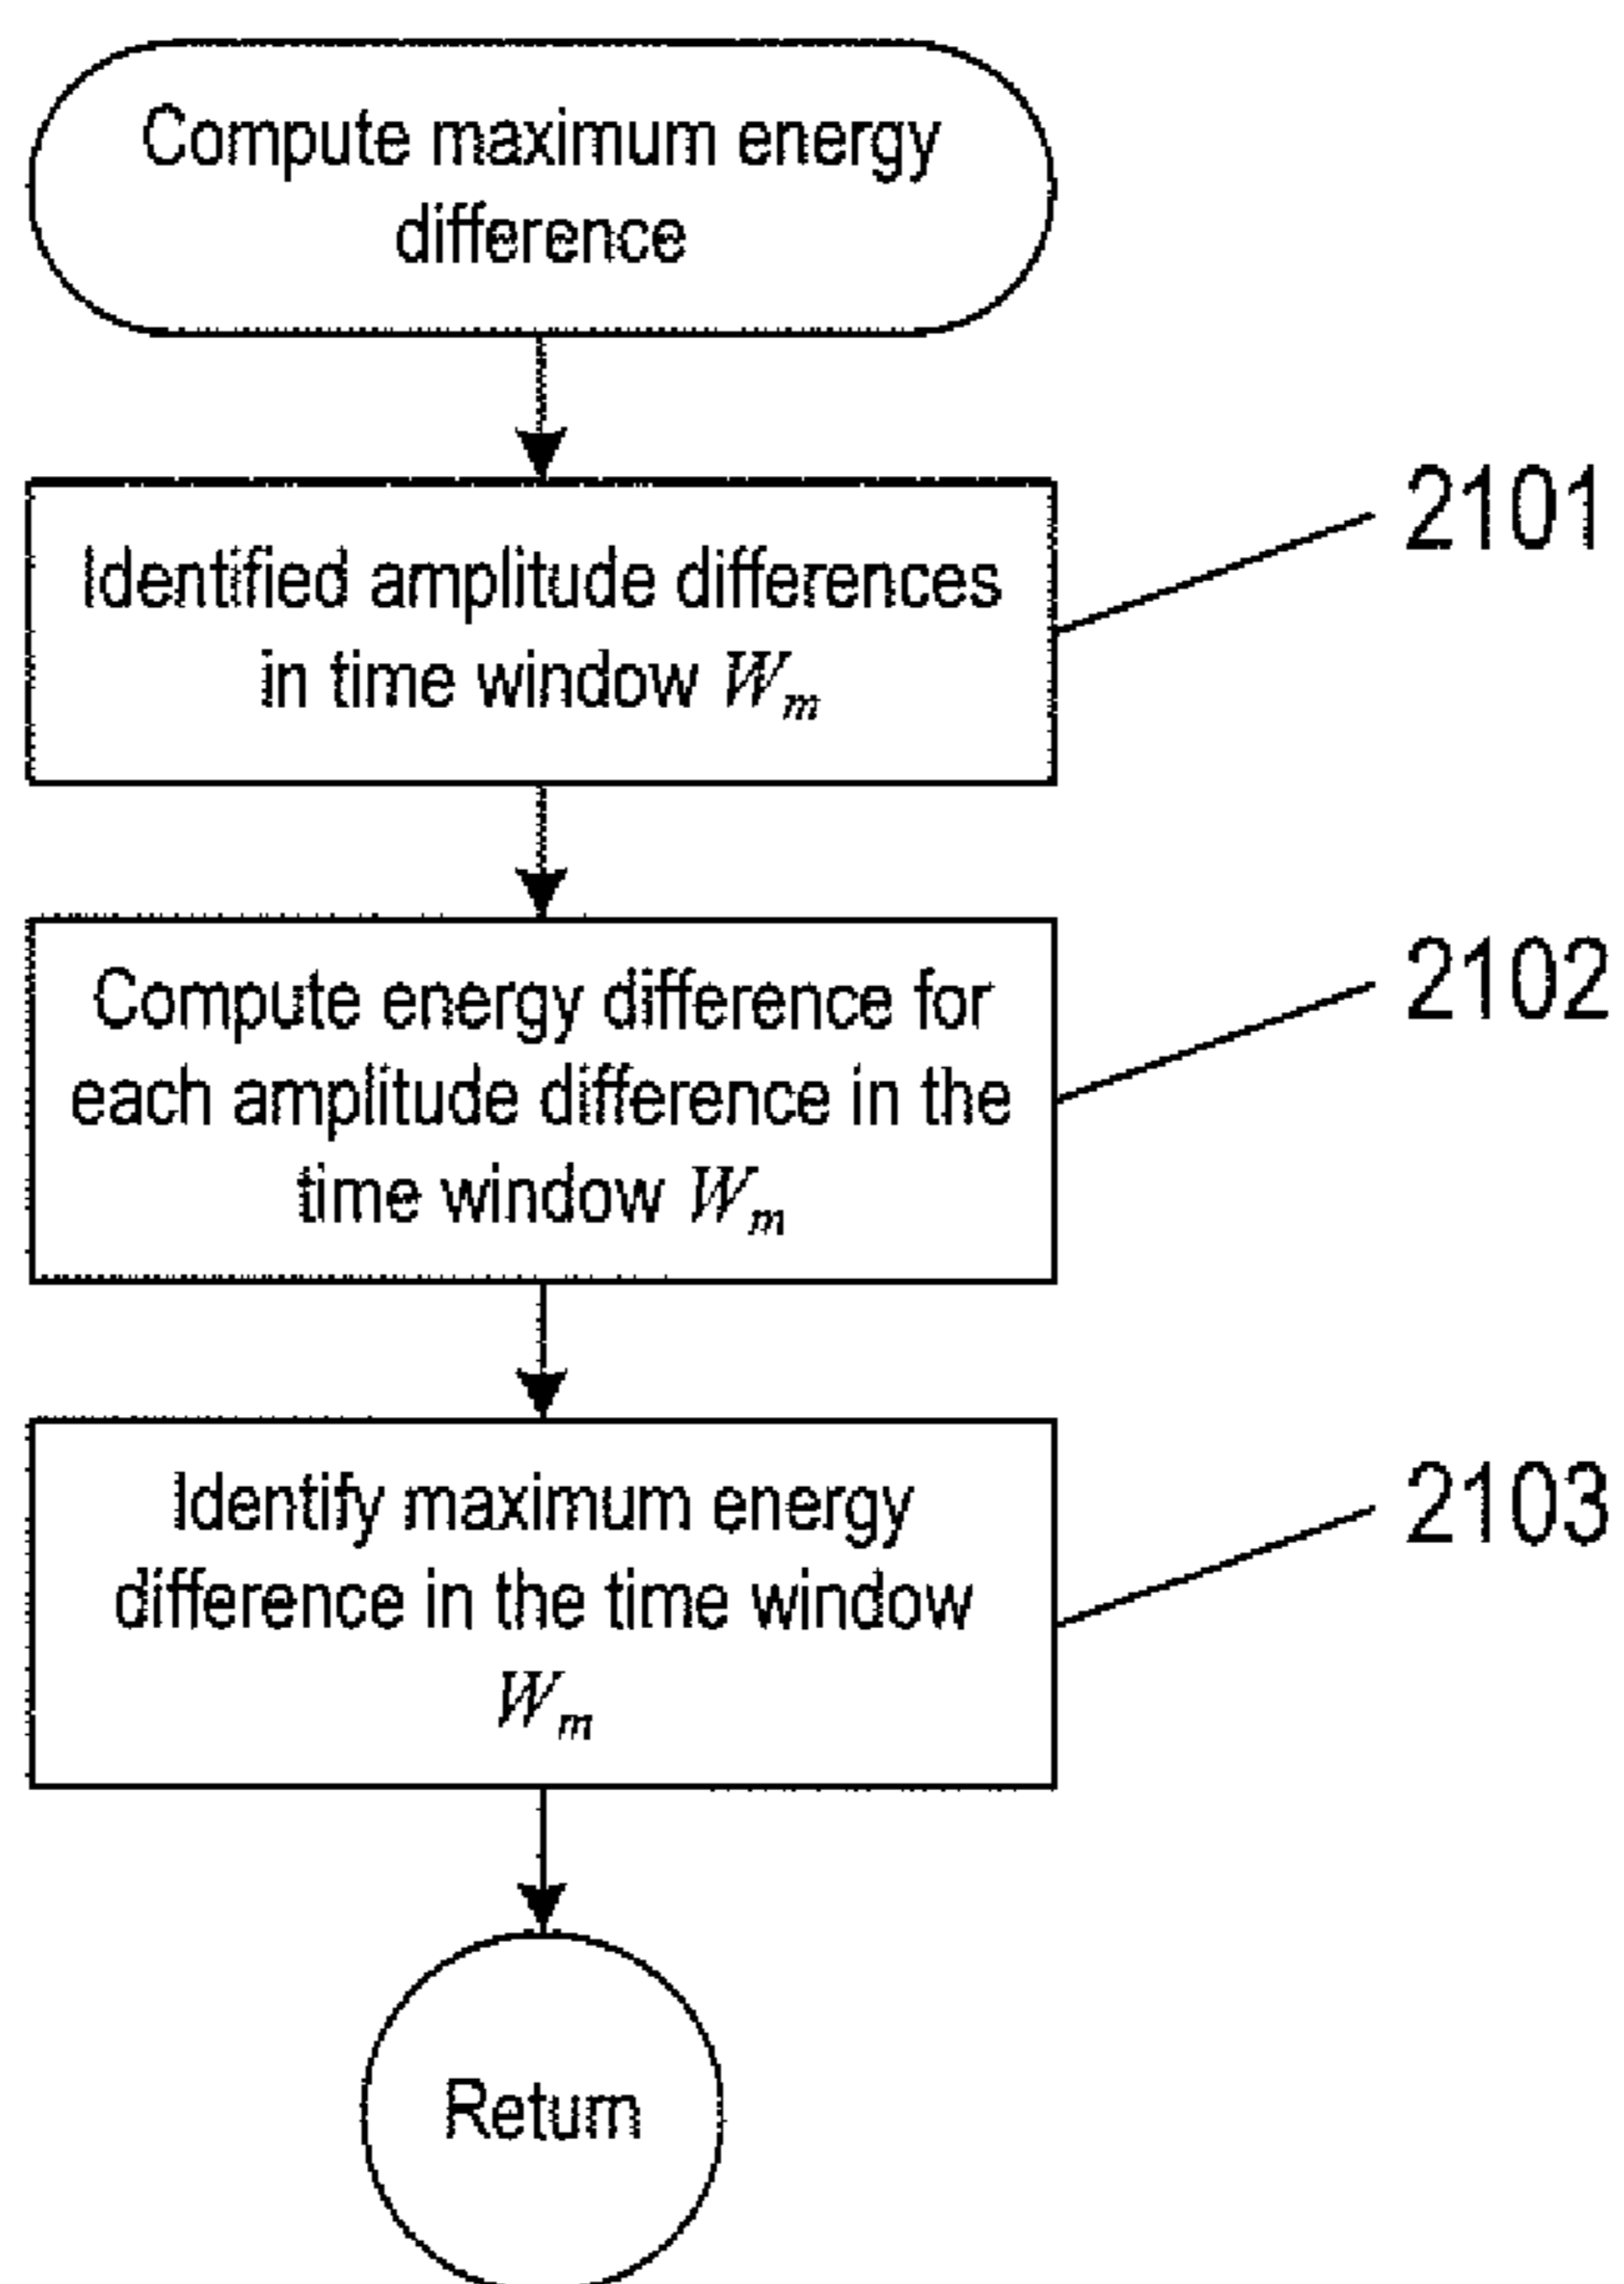 Compute maximum energy
difference
2101
Identified amplitude differences
in time window Wm
2102
Compute energy difference for
each amplitude difference in the
time window Wm
2103
Identify maximum energy
difference in the time window
Wm
Return